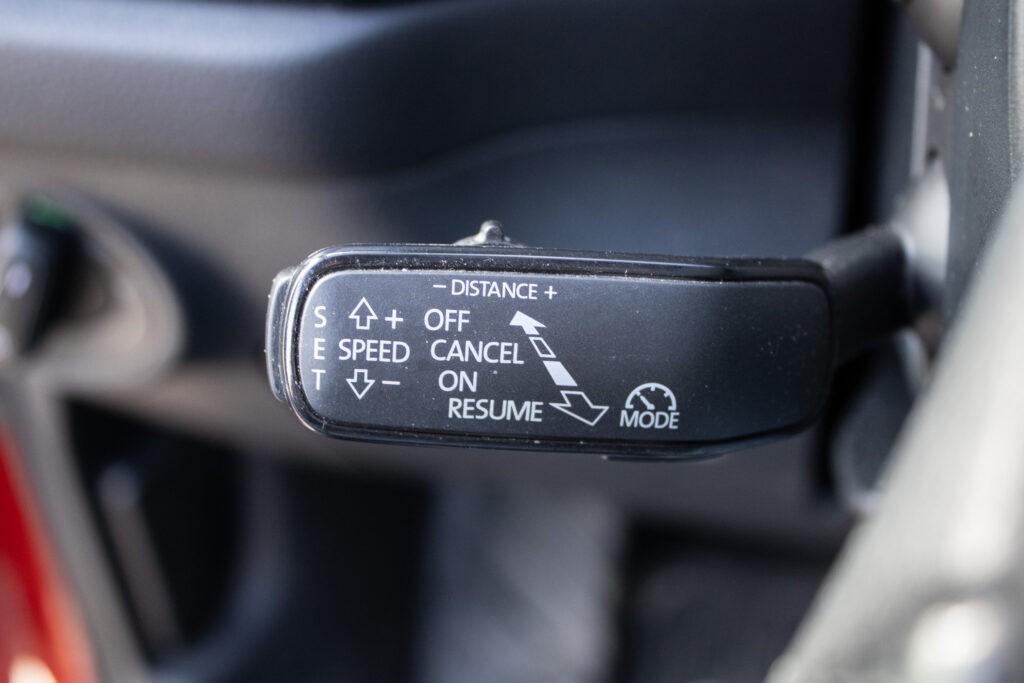 − DISTANCE +
S + OFF
E SPEED CANCEL
T − ON
RESUME
MODE